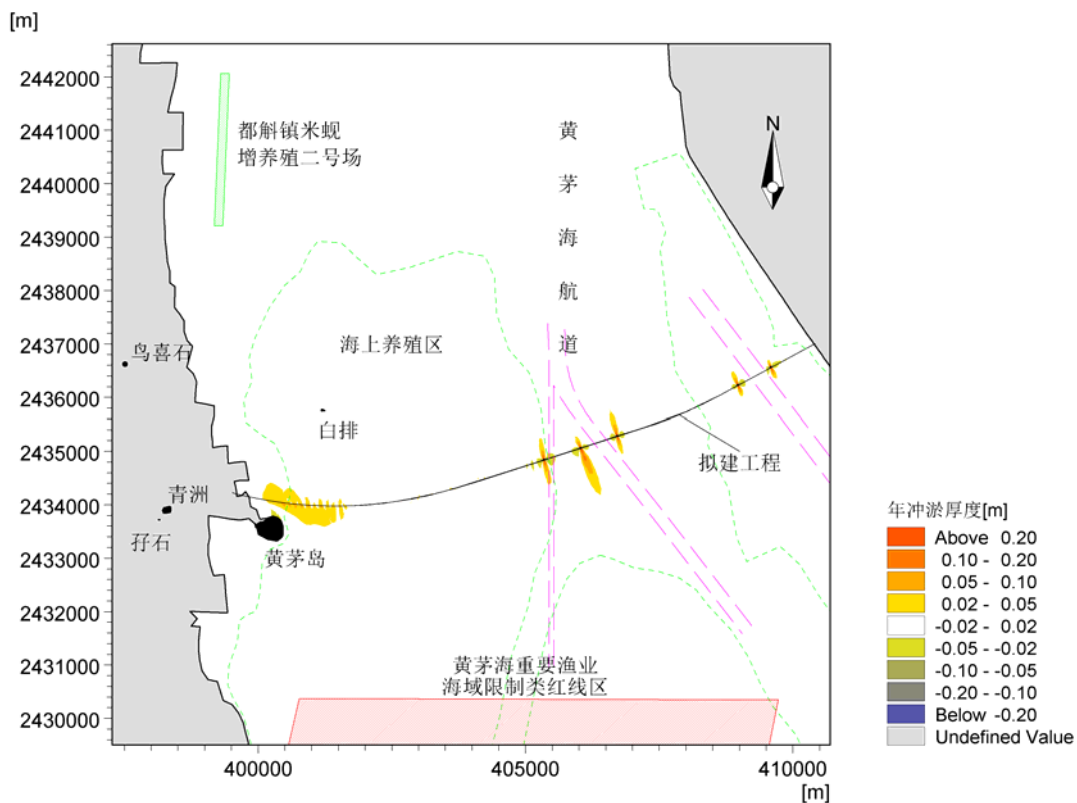 [m]
2442000
2441000
2440000
2439000
2438000
2437000
2436000
2435000
2434000
2433000
2432000
2431000
2430000
都斛镇米蚬
增养殖二号场
黄茅海航道
N
海上养殖区
鸟喜石
白排
拟建工程
青洲
孖石
黄茅岛
黄茅海重要渔业
海域限制类红线区
400000
405000
410000
[m]
年冲淤厚度[m]
Above 0.20
0.10 - 0.20
0.05 - 0.10
0.02 - 0.05
-0.02 - 0.02
-0.05 - -0.02
-0.10 - -0.05
-0.20 - -0.10
Below -0.20
Undefined Value